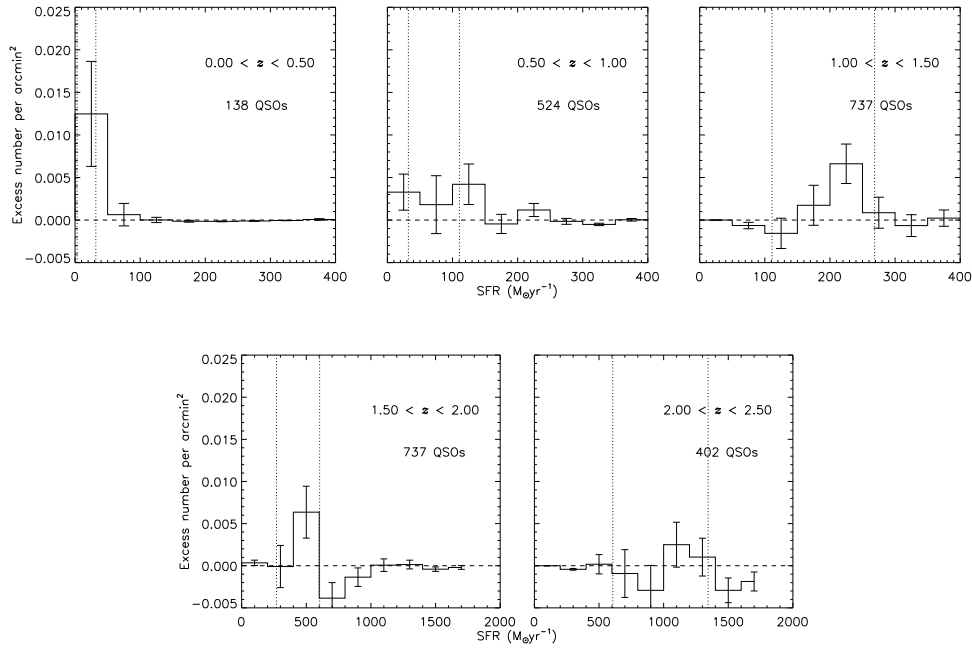 Excess number per arcmin²
0.025
0.020
0.015
0.010
0.005
0.000
−0.005
0.00 < z < 0.50
138 QSOs
0.50 < z < 1.00
524 QSOs
1.00 < z < 1.50
737 QSOs
0 100 200 300 400
0 100 200 300 400
0 100 200 300 400
SFR (M⊙yr⁻¹)
Excess number per arcmin²
0.025
0.020
0.015
0.010
0.005
0.000
−0.005
1.50 < z < 2.00
737 QSOs
2.00 < z < 2.50
402 QSOs
0 500 1000 1500 2000
0 500 1000 1500 2000
SFR (M⊙yr⁻¹)
SFR (M⊙yr⁻¹)